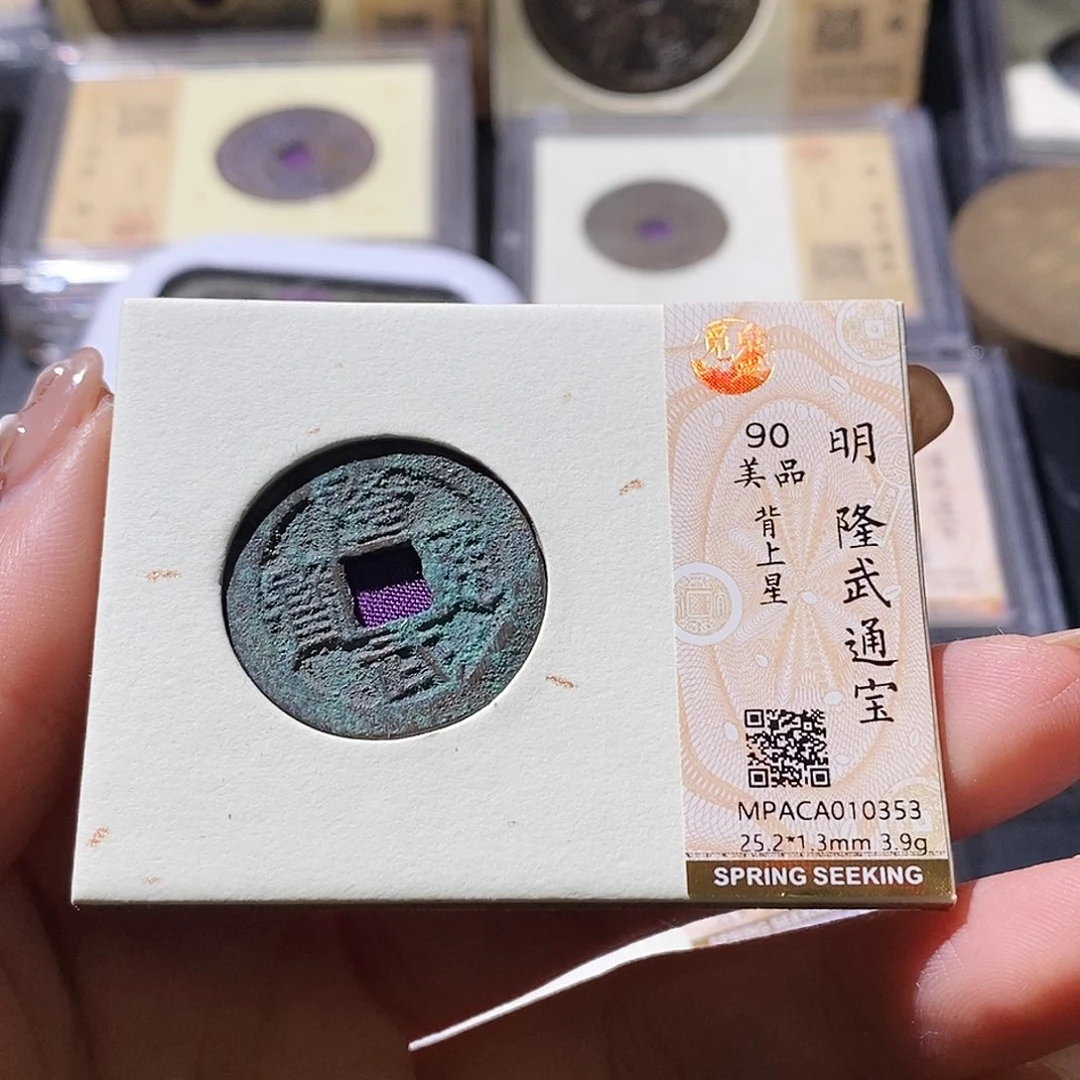 明 隆武通宝
90
美品
背上星
MPACA010353
25.2*1.3mm 3.9g
SPRING SEEKING